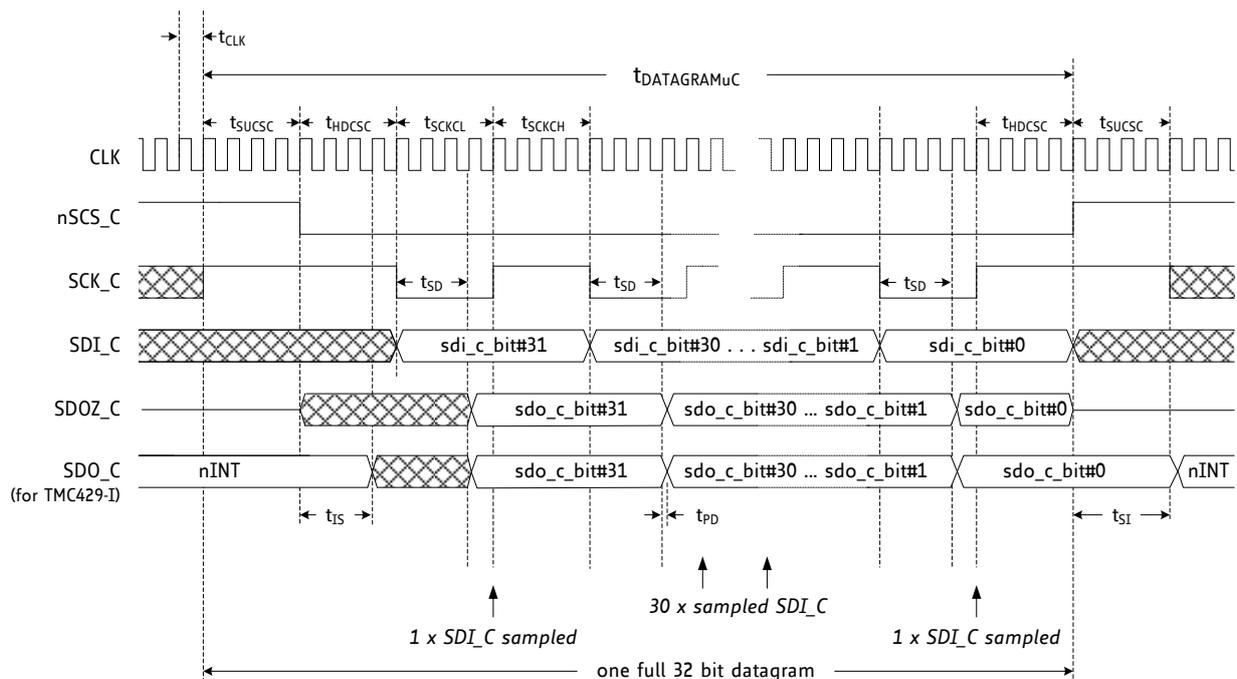 tCLK
tDATAGRAMuC
tSUCSC tHDCSC tSCKCL tSCKCH tHDCSC tSUCSC
CLK
nSCS_C
SCK_C
tSD tSD tSD
SDI_C sdi_c_bit#31 sdi_c_bit#30 . . . sdi_c_bit#1 sdi_c_bit#0
SDOZ_C sdo_c_bit#31 sdo_c_bit#30 ... sdo_c_bit#1 sdo_c_bit#0
SDO_C nINT sdo_c_bit#31 sdo_c_bit#30 ... sdo_c_bit#1 sdo_c_bit#0 nINT
(for TMC429-I)
tIS tPD tSI
30 x sampled SDI_C
1 x SDI_C sampled 1 x SDI_C sampled
one full 32 bit datagram